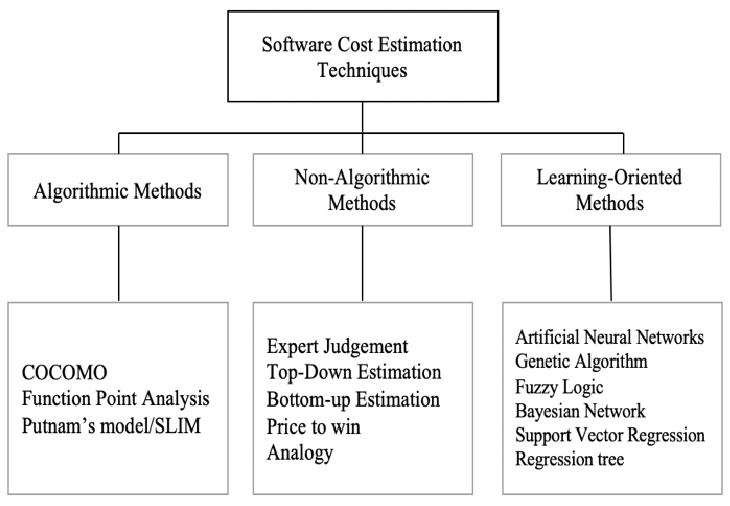 Software Cost Estimation
Techniques
Algorithmic Methods
Non-Algorithmic
Methods
Learning-Oriented
Methods
COCOMO
Function Point Analysis
Putnam's model/SLIM
Expert Judgement
Top-Down Estimation
Bottom-up Estimation
Price to win
Analogy
Artificial Neural Networks
Genetic Algorithm
Fuzzy Logic
Bayesian Network
Support Vector Regression
Regression tree